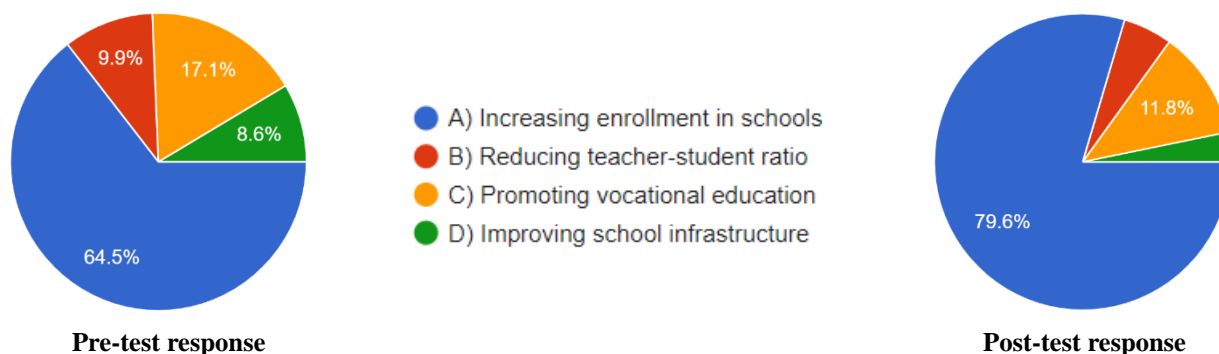 9.9%
17.1%
8.6%
64.5%
A) Increasing enrollment in schools
B) Reducing teacher-student ratio
C) Promoting vocational education
D) Improving school infrastructure
11.8%
79.6%
Pre-test response
Post-test response